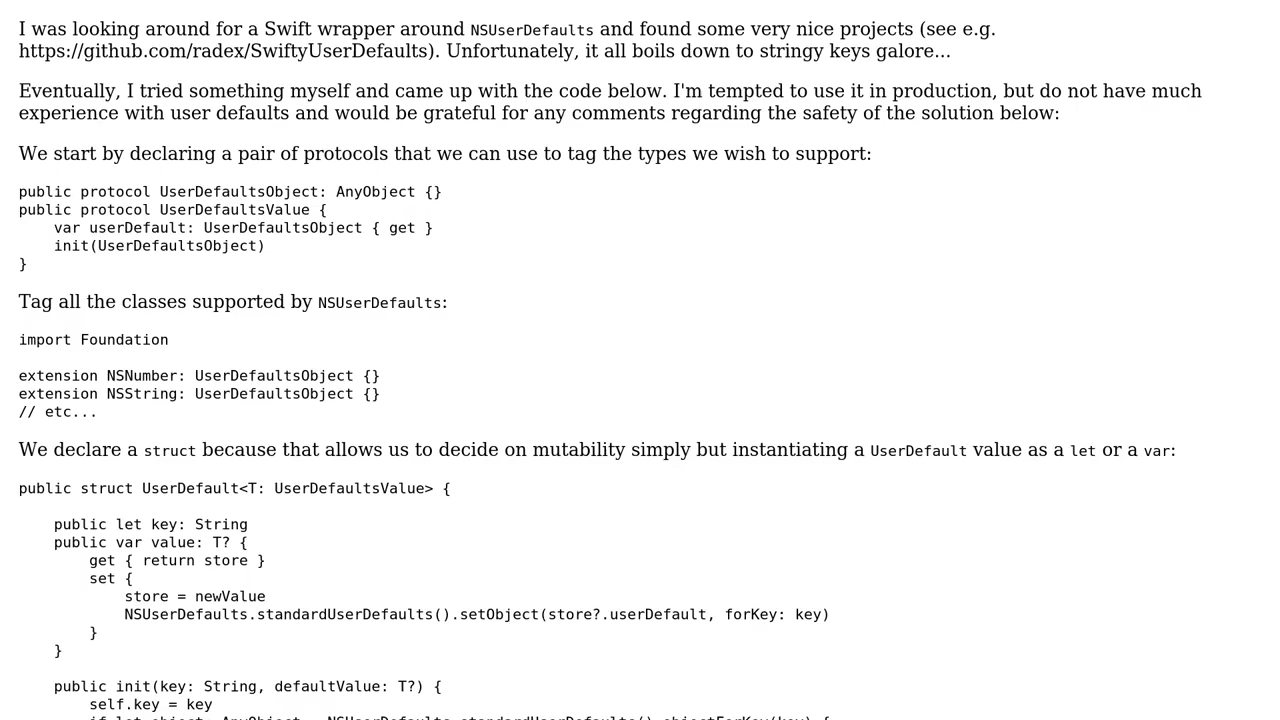 I was looking around for a Swift wrapper around NSUserDefaults and found some very nice projects (see e.g.
https://github.com/radex/SwiftyUserDefaults). Unfortunately, it all boils down to stringy keys galore...
Eventually, I tried something myself and came up with the code below. I'm tempted to use it in production, but do not have much
experience with user defaults and would be grateful for any comments regarding the safety of the solution below:
We start by declaring a pair of protocols that we can use to tag the types we wish to support:
public protocol UserDefaultsObject: AnyObject {}
public protocol UserDefaultsValue {
    var userDefault: UserDefaultsObject { get }
    init(UserDefaultsObject)
}
Tag all the classes supported by NSUserDefaults:
import Foundation
extension NSNumber: UserDefaultsObject {}
extension NSString: UserDefaultsObject {}
// etc...
We declare a struct because that allows us to decide on mutability simply but instantiating a UserDefault value as a let or a var:
public struct UserDefault<T: UserDefaultsValue> {
    public let key: String
    public var value: T? {
        get { return store }
        set {
            store = newValue
            NSUserDefaults.standardUserDefaults().setObject(store?.userDefault, forKey: key)
        }
    }
    public init(key: String, defaultValue: T?) {
        self.key = key
        if let object: AnyObject = NSUserDefaults.standardUserDefaults().objectForKey(key) {